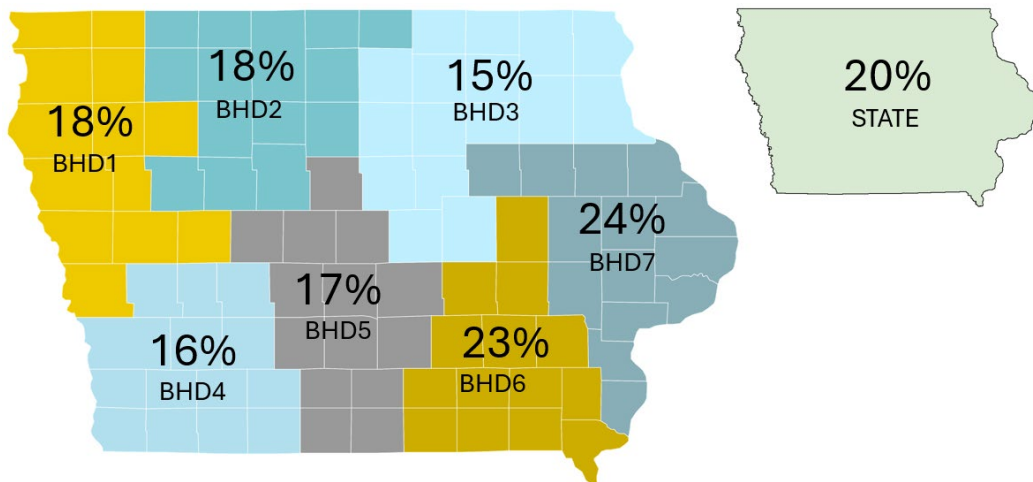 18%
BHD1
18%
BHD2
15%
BHD3
16%
BHD4
17%
BHD5
23%
BHD6
24%
BHD7
20%
STATE